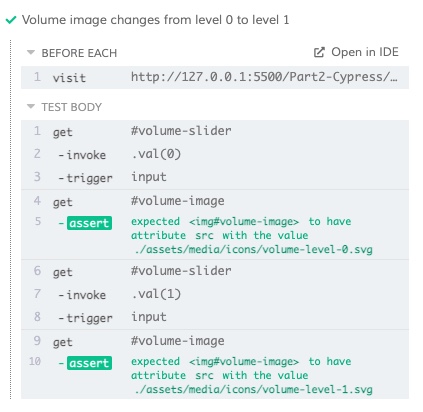 Volume image changes from level 0 to level 1
BEFORE EACH Open in IDE
1 visit http://127.0.0.1:5500/Part2-Cypress/…
TEST BODY
1 get #volume-slider
2 -invoke .val(0)
3 -trigger input
4 get #volume-image
5 -assert expected <img#volume-image> to have
attribute src with the value
./assets/media/icons/volume-level-0.svg
6 get #volume-slider
7 -invoke .val(1)
8 -trigger input
9 get #volume-image
10 -assert expected <img#volume-image> to have
attribute src with the value
./assets/media/icons/volume-level-1.svg